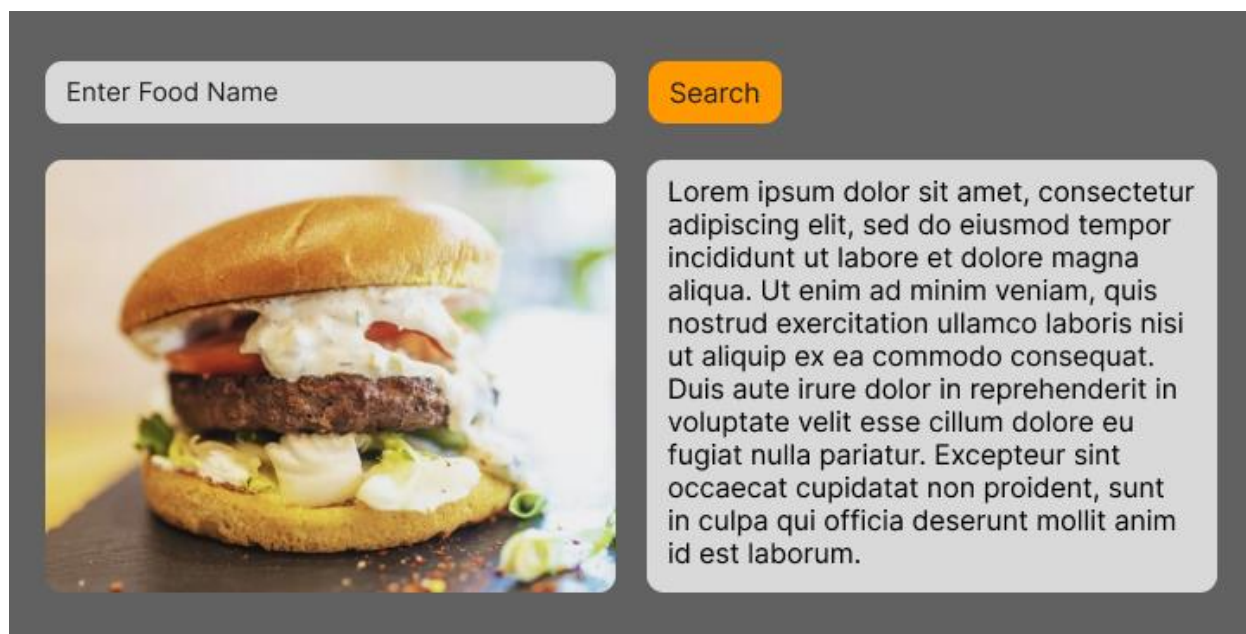 Enter Food Name
Search
Lorem ipsum dolor sit amet, consectetur
adipiscing elit, sed do eiusmod tempor
incididunt ut labore et dolore magna
aliqua. Ut enim ad minim veniam, quis
nostrud exercitation ullamco laboris nisi
ut aliquip ex ea commodo consequat.
Duis aute irure dolor in reprehenderit in
voluptate velit esse cillum dolore eu
fugiat nulla pariatur. Excepteur sint
occaecat cupidatat non proident, sunt
in culpa qui officia deserunt mollit anim
id est laborum.